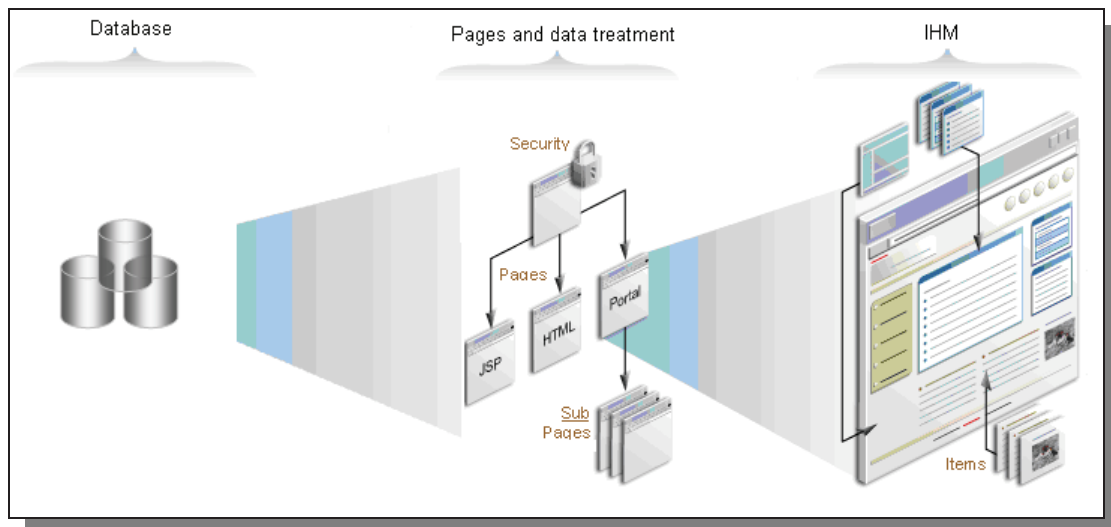 Database
Pages and data treatment
IHM
Security
Pages
Portal
HTML
JSP
Sub
Pages
Items